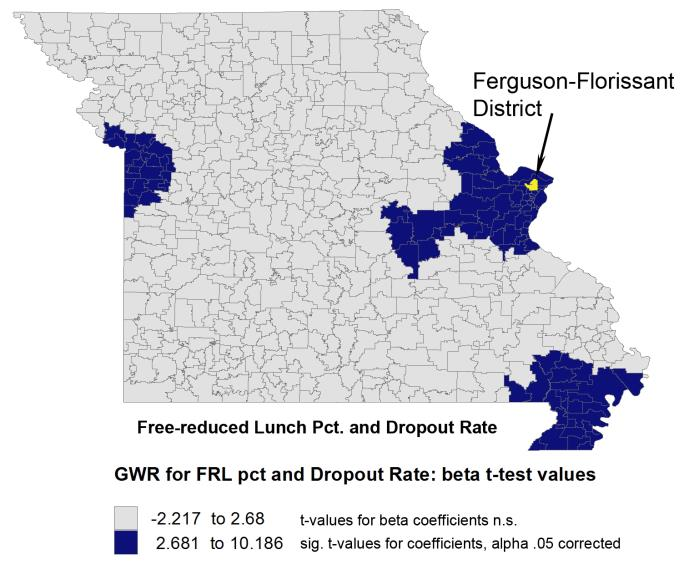 Ferguson-Florissant
District
Free-reduced Lunch Pct. and Dropout Rate
GWR for FRL pct and Dropout Rate: beta t-test values
-2.217 to 2.68 t-values for beta coefficients n.s.
2.681 to 10.186 sig. t-values for coefficients, alpha .05 corrected